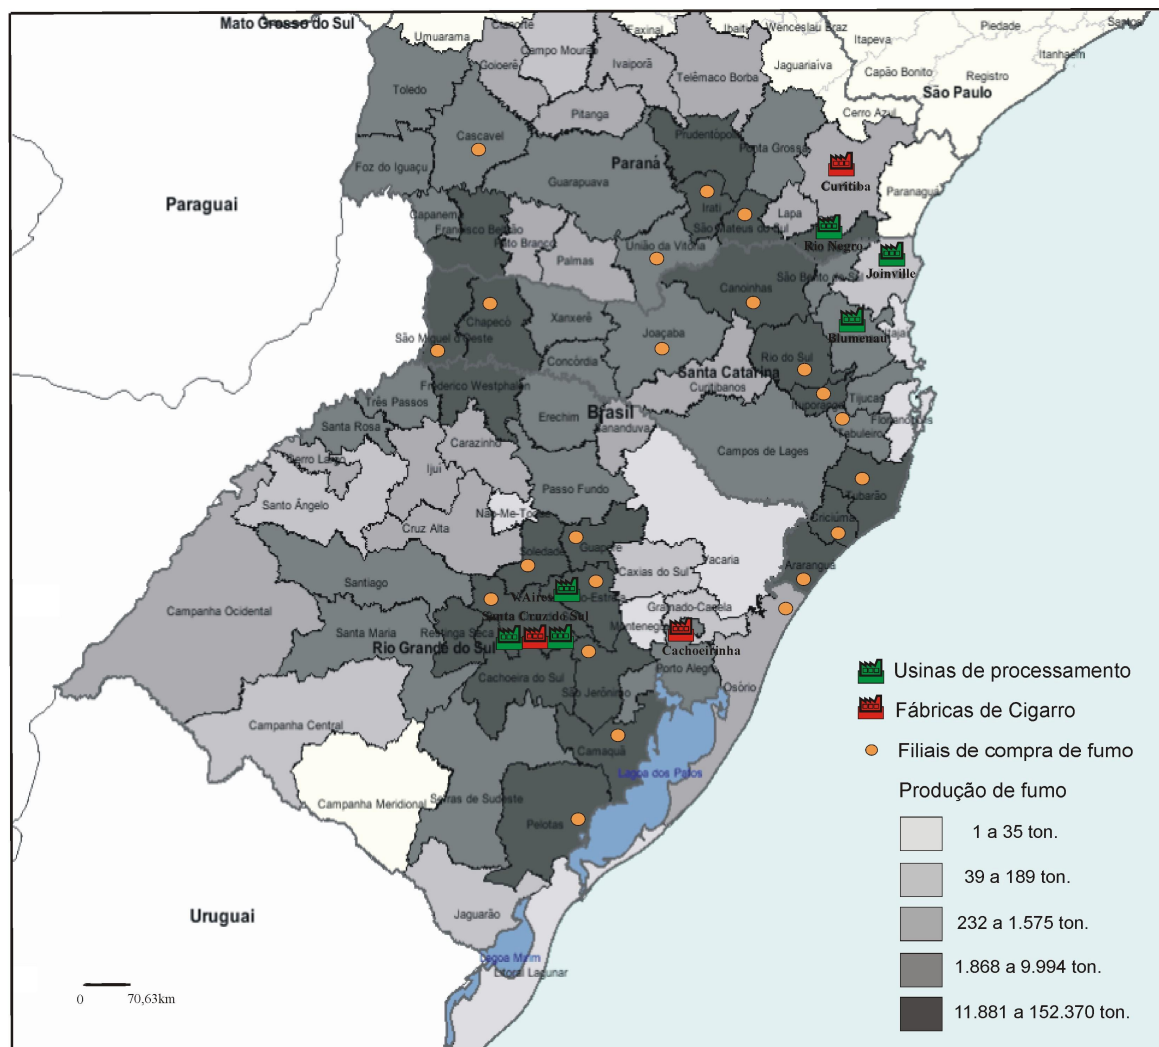 Mato Grosso do Sul
Umuarama
Faxinal
Ibaiti
Wenceslau Braz
Santos
Piedade
Itapeva
Itanhaém
Campo Mourão
Goioerê
Ivaiporã
Telêmaco Borba
Jaguariaíva
Capão Bonito
Registro
São Paulo
Toledo
Pitanga
Cerro Azul
Cascavel
Prudentópolis
Ponta Grossa
Foz do Iguaçu
Paraná
Guarapuava
Curitiba
Paranaguá
Paraguai
Irati
Lapa
Capanema
Francisco Beltrão
São Mateus do Sul
Pato Branco
União da Vitória
Rio Negro
Palmas
Joinville
São Bento do Sul
Canoinhas
Chapecó
Xanxerê
Joaçaba
Blumenau
Itajaí
São Miguel d'Oeste
Concórdia
Rio do Sul
Santa Catarina
Frederico Westphalen
Curitibanos
Três Passos
Ituporanga
Tijucas
Erechim
Brasil
Florianópolis
Santa Rosa
Sananduva
Tabuleiro
Carazinho
Campos de Lages
Cerro Largo
Ijuí
Passo Fundo
Tubarão
Santo Ângelo
Não-Me-Toque
Criciúma
Cruz Alta
Soledade
Guaporé
Vacaria
Araranguá
Santiago
Caxias do Sul
Campanha Ocidental
WAires
Gramado-Canela
Santa Cruz do Sul
Santa Maria
Restinga Seca
Montenegro
Rio Grande do Sul
Cachoeirinha
Porto Alegre
Cachoeira do Sul
São Jerônimo
Osório
Campanha Central
Camaquã
Lagoa dos Patos
Campanha Meridional
Serras de Sudeste
Pelotas
Uruguai
Jaguarão
Lagoa Mirim
Litoral Lagunar
0 70,63km
Usinas de processamento
Fábricas de Cigarro
Filiais de compra de fumo
Produção de fumo
1 a 35 ton.
39 a 189 ton.
232 a 1.575 ton.
1.868 a 9.994 ton.
11.881 a 152.370 ton.